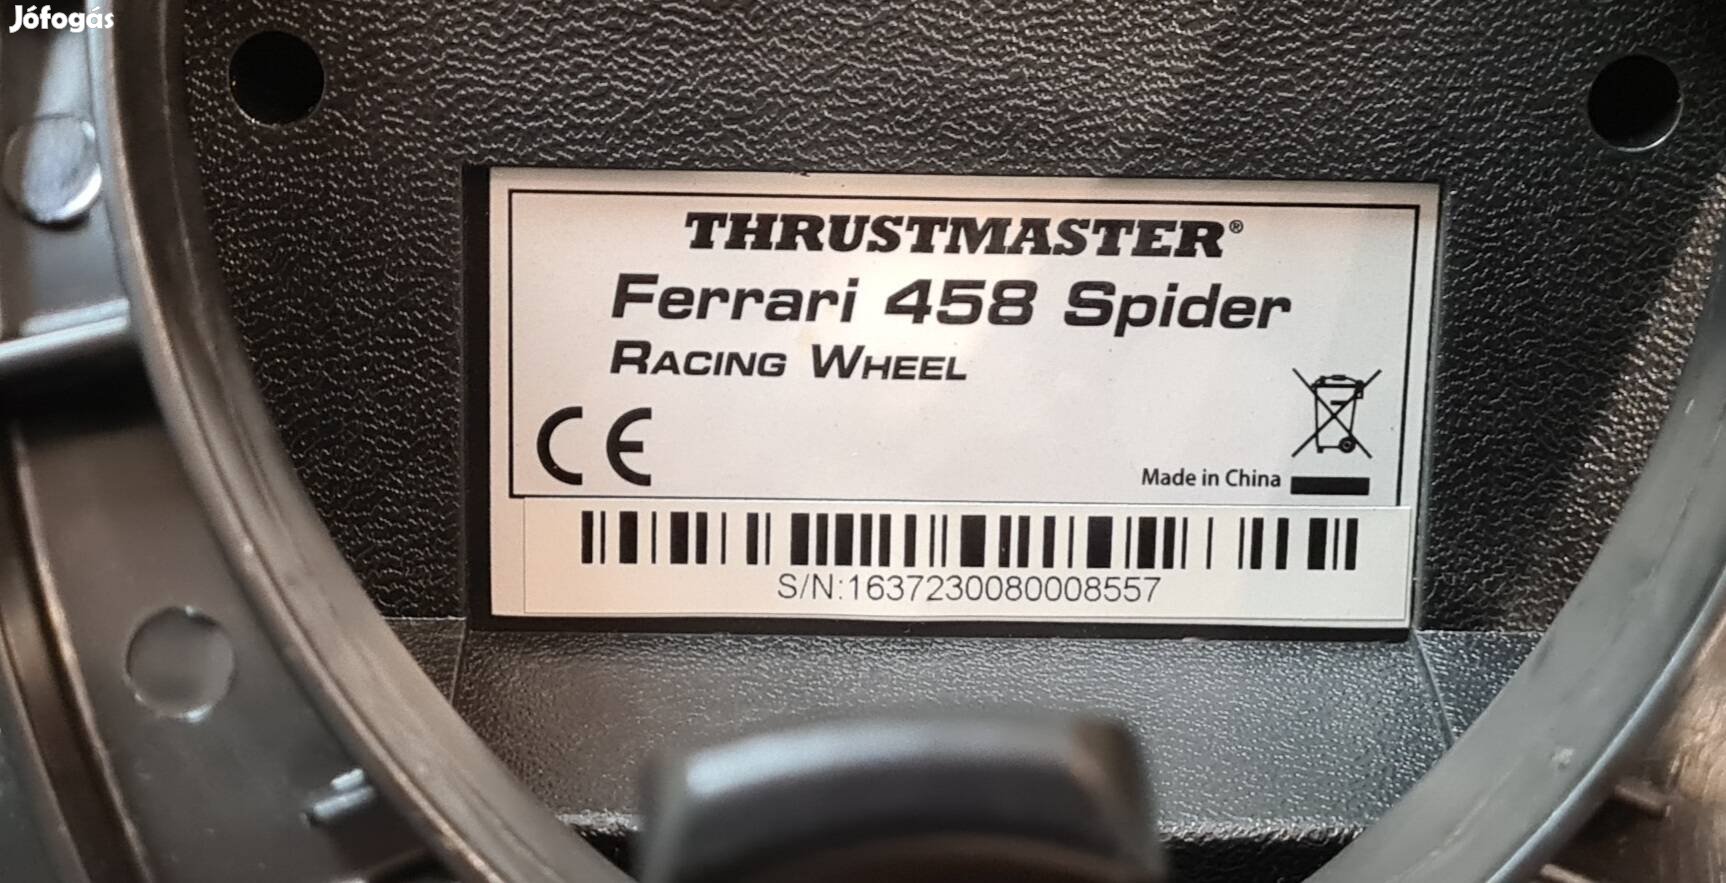 Jófogás
THRUSTMASTER®
Ferrari 458 Spider
RACING WHEEL
CE
Made in China
S/N:1637230080008557